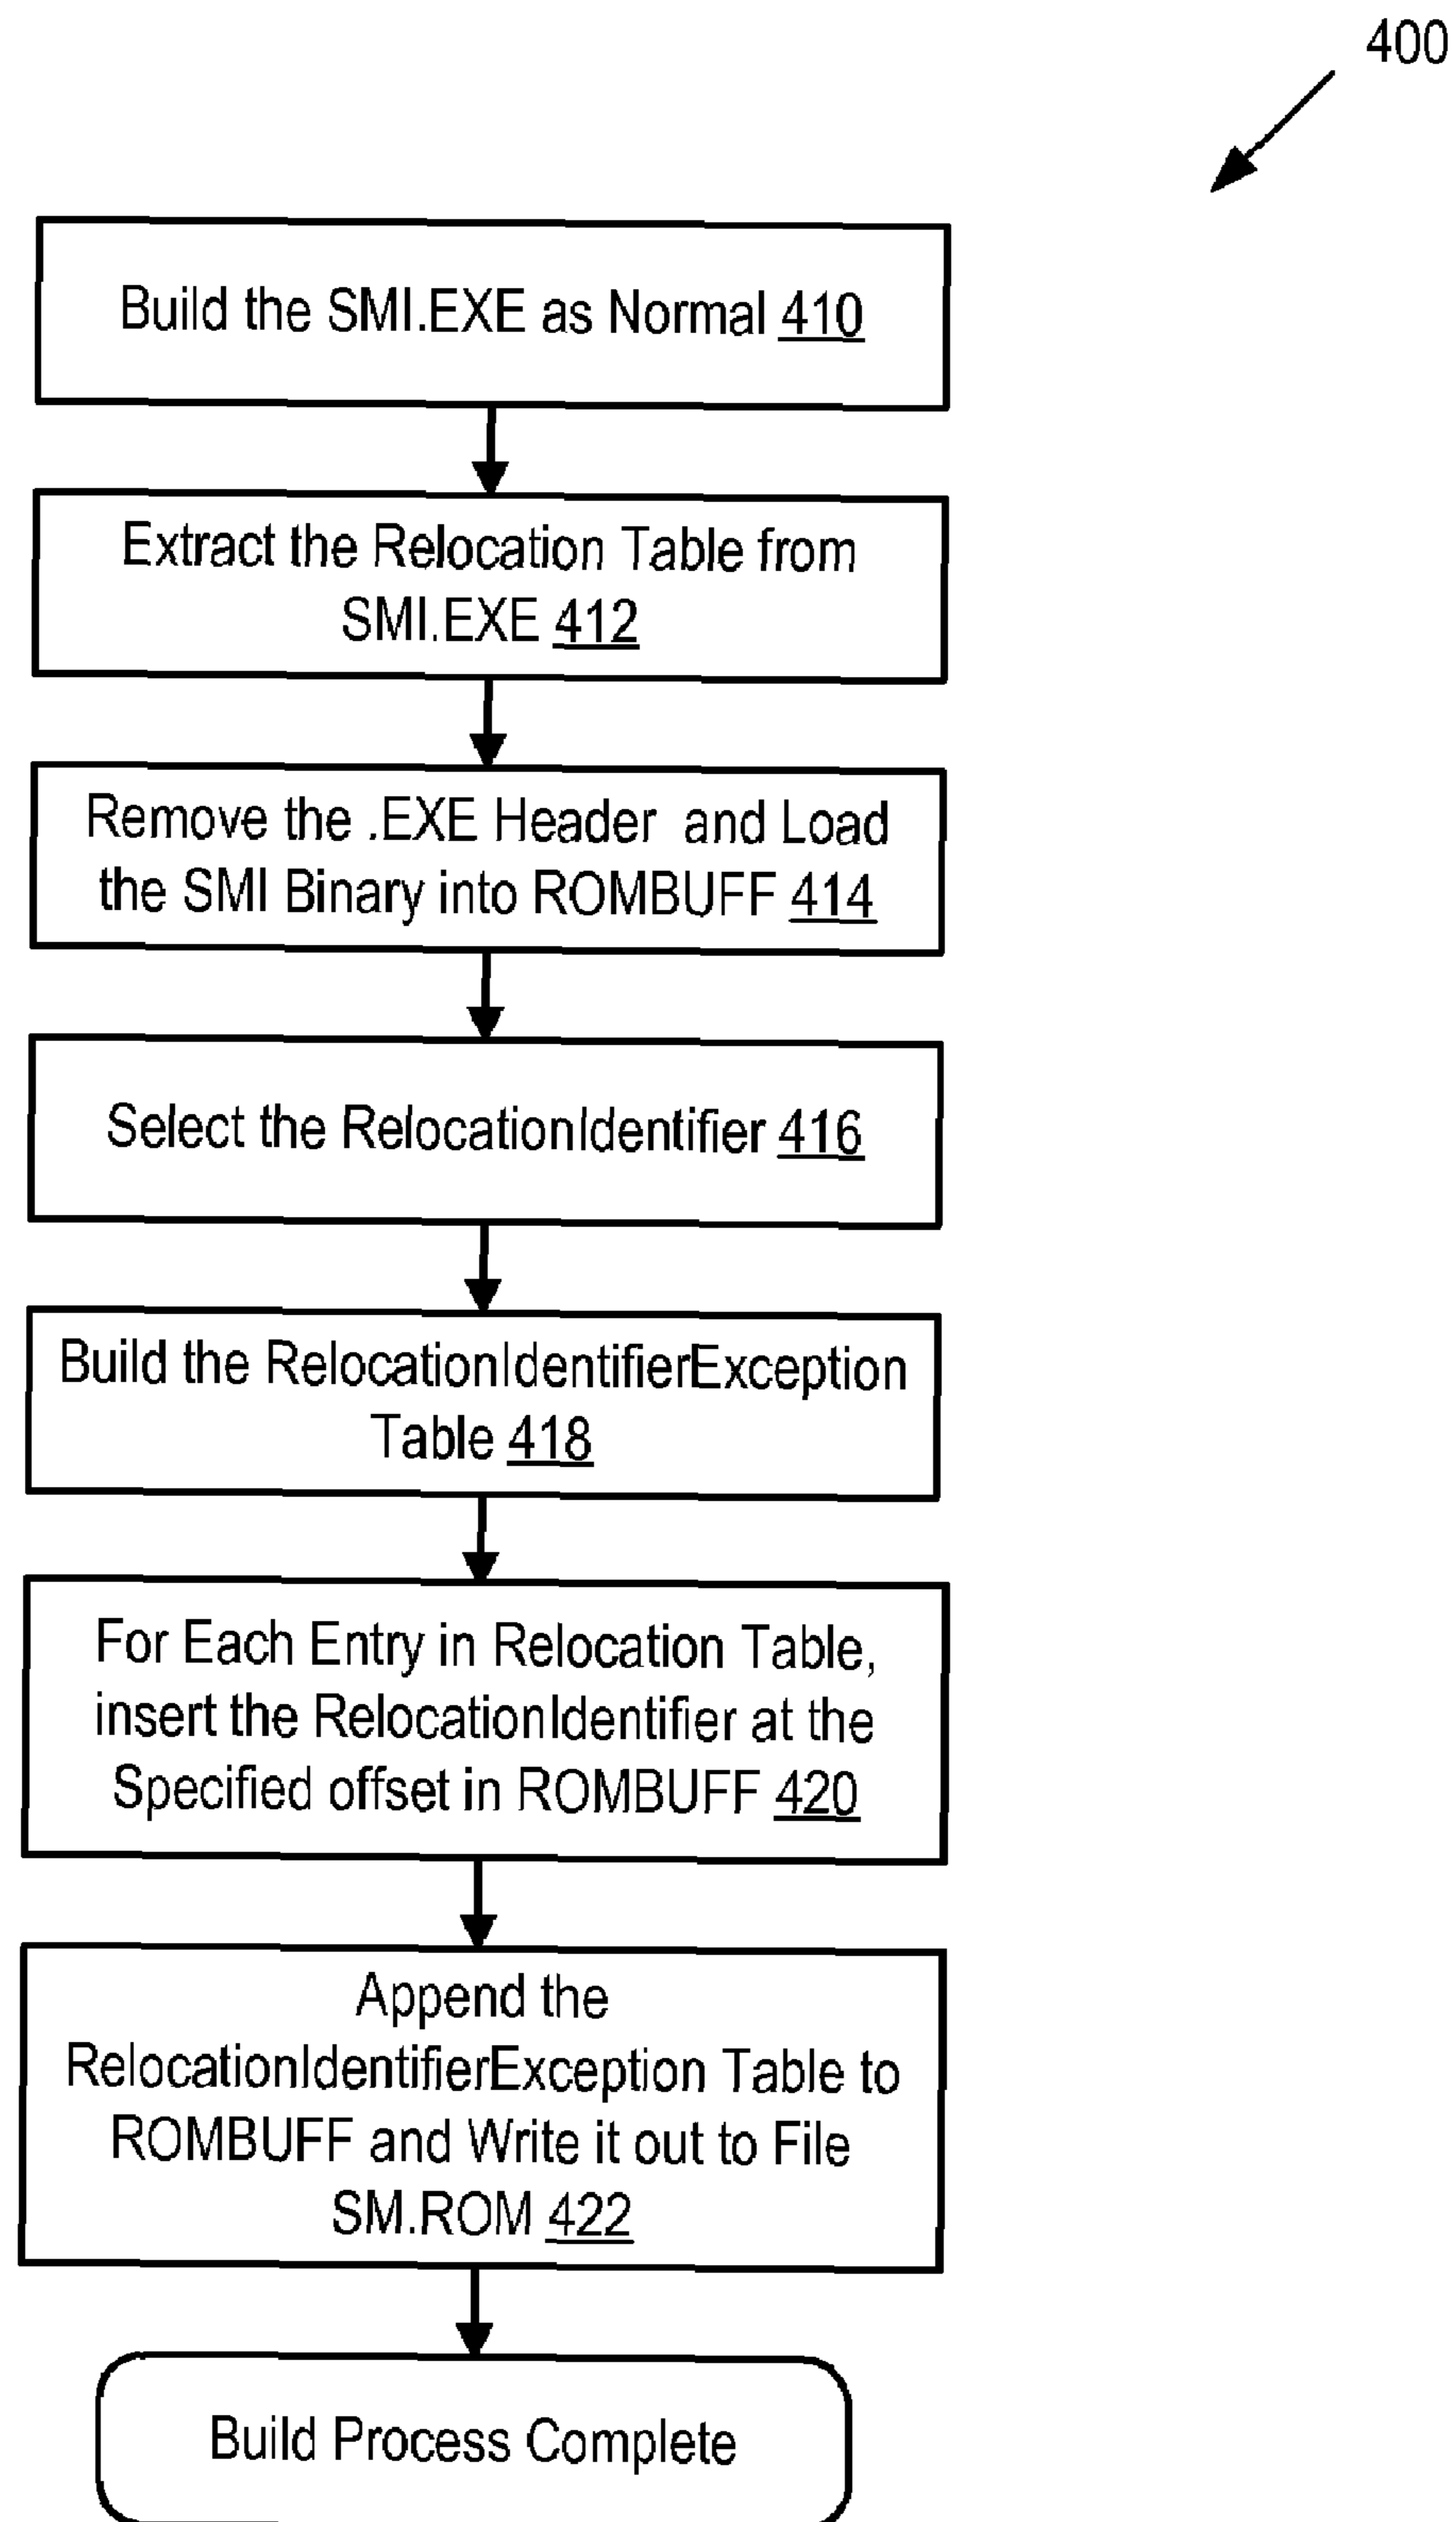 400
Build the SMI.EXE as Normal 410
Extract the Relocation Table from
SMI.EXE 412
Remove the .EXE Header and Load
the SMI Binary into ROMBUFF 414
Select the RelocationIdentifier 416
Build the RelocationIdentifierException
Table 418
For Each Entry in Relocation Table,
insert the RelocationIdentifier at the
Specified offset in ROMBUFF 420
Append the
RelocationIdentifierException Table to
ROMBUFF and Write it out to File
SM.ROM 422
Build Process Complete